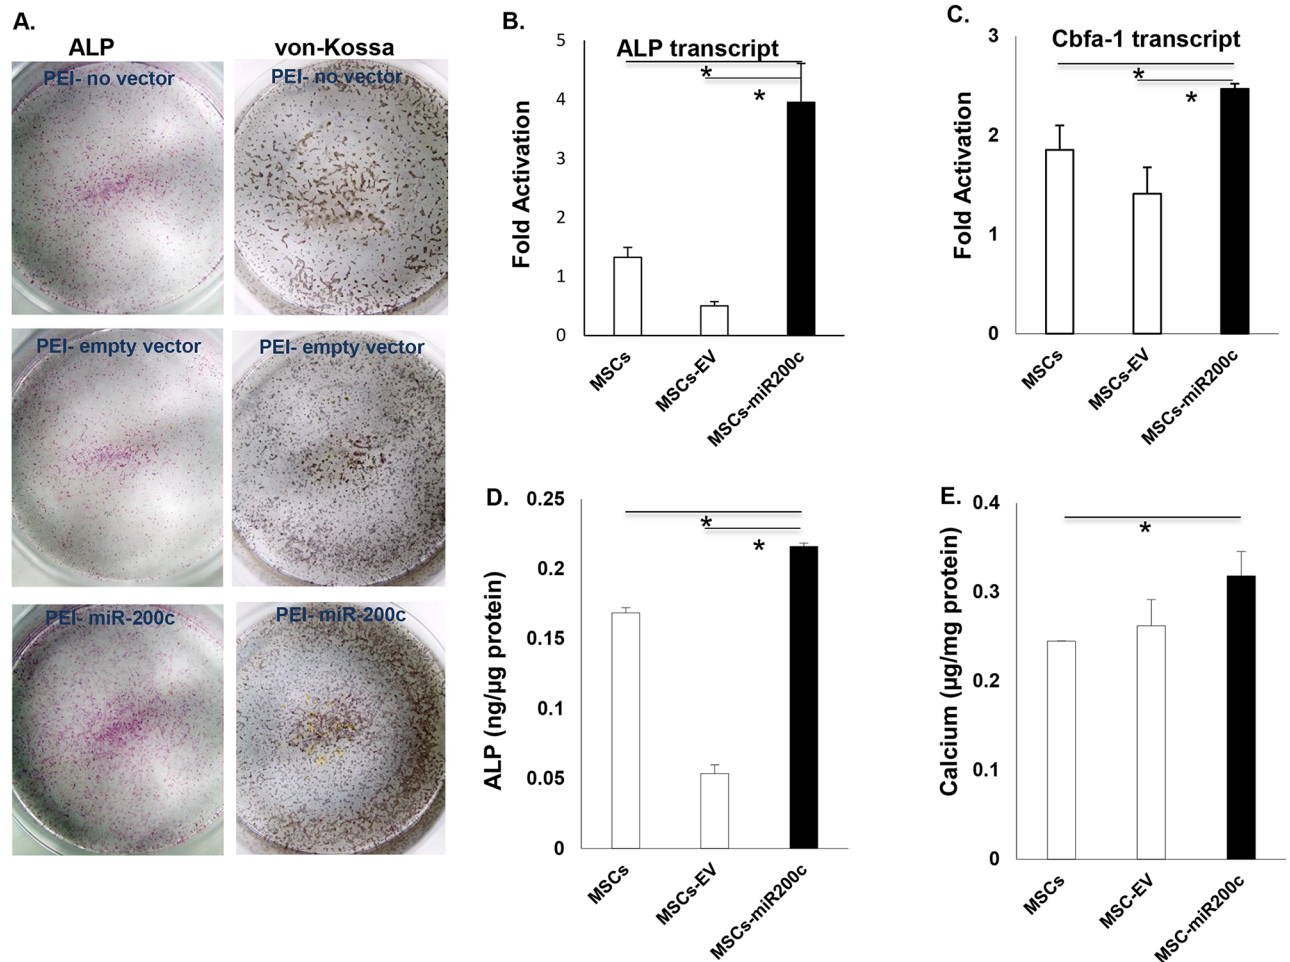 A.
ALP
von-Kossa
PEI- no vector
PEI- no vector
PEI- empty vector
PEI- empty vector
PEI- miR-200c
PEI- miR-200c
B.
ALP transcript
Fold Activation
5
4
3
2
1
0
*
*
MSCs
MSCs-EV
MSCs-miR200c
C.
Cbfa-1 transcript
Fold Activation
3
2
1
0
*
*
MSCs
MSCs-EV
MSCs-miR200c
D.
ALP (ng/µg protein)
0.25
0.2
0.15
0.1
0.05
0
*
*
MSCs
MSCs-EV
MSCs-miR200c
E.
Calcium (µg/mg protein)
0.4
0.3
0.2
0.1
0
*
MSCs
MSC-EV
MSC-miR200c